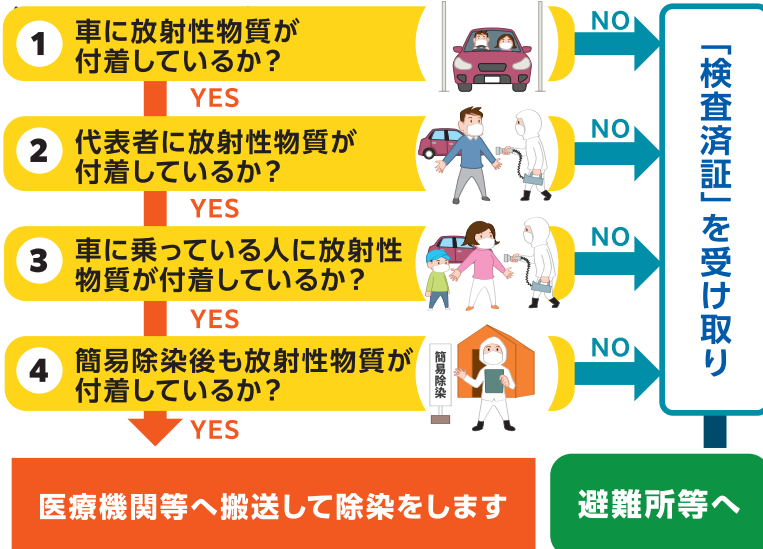 1
車に放射性物質が
付着しているか?
NO
YES
2
代表者に放射性物質が
付着しているか?
NO
YES
3
車に乗っている人に放射性
物質が付着しているか?
NO
YES
4
簡易除染後も放射性物質が
付着しているか?
簡易除染
NO
YES
「検査済証」を受け取り
医療機関等へ搬送して除染をします
避難所等へ